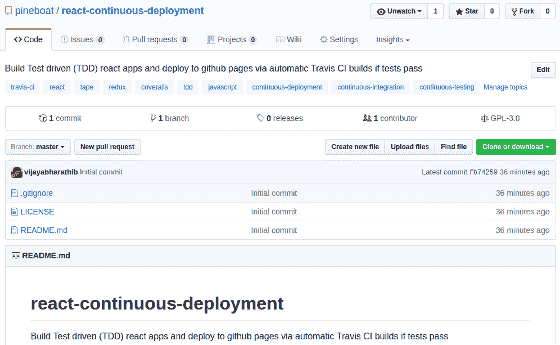 pineboat / react-continuous-deployment
Unwatch 1 Star 0 Fork 0
Code Issues 0 Pull requests 0 Projects 0 Wiki Settings Insights
Build Test driven (TDD) react apps and deploy to github pages via automatic Travis CI builds if tests pass
Edit
travis-ci react tape redux coveralls tdd javascript continuous-deployment continuous-integration continuous-testing Manage topics
1 commit 1 branch 0 releases 1 contributor GPL-3.0
Branch: master New pull request Create new file Upload files Find file Clone or download
vijayabharathib Initial commit Latest commit 36 minutes ago
.gitignore Initial commit 36 minutes ago
LICENSE Initial commit 36 minutes ago
README.md Initial commit 36 minutes ago
README.md
react-continuous-deployment
Build Test driven (TDD) react apps and deploy to github pages via automatic Travis CI builds if tests pass